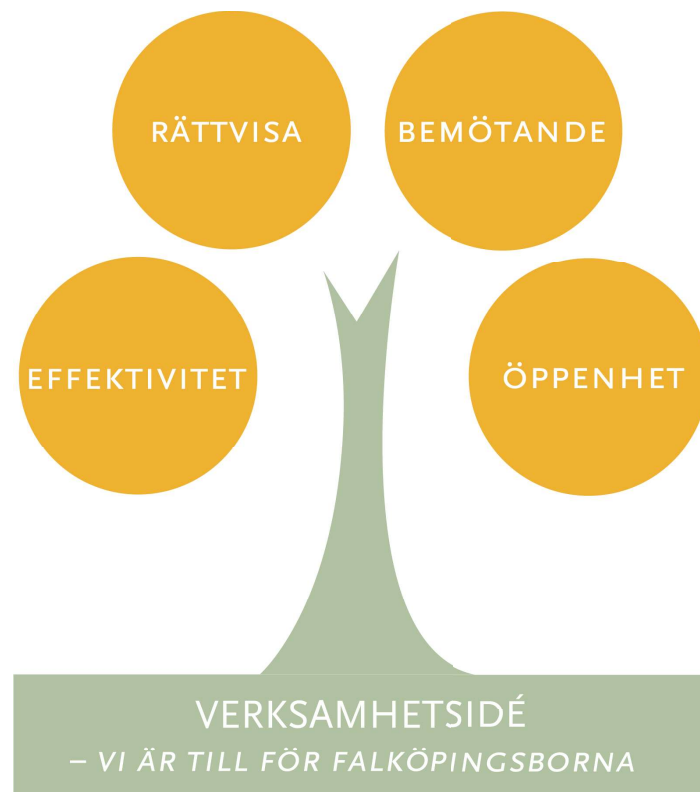 RÄTTVISA
BEMÖTANDE
EFFEKTIVITET
ÖPPENHET
VERKSAMHETSIDÉ
– VI ÄR TILL FÖR FALKÖPINGSBORNA